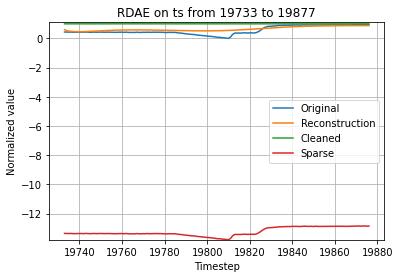 RDAE on ts from 19733 to 19877
Normalized value
0
−2
−4
−6
−8
−10
−12
Original
Reconstruction
Cleaned
Sparse
19740 19760 19780 19800 19820 19840 19860 19880
Timestep